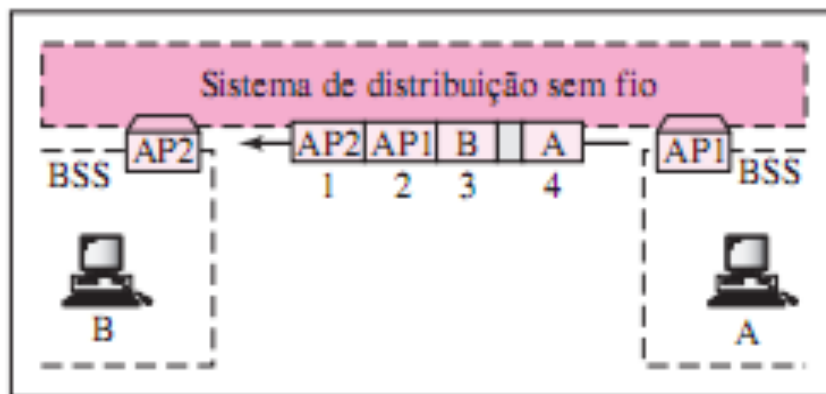 Sistema de distribuição sem fio
AP2
AP2 AP1 B A
AP1
BSS
1 2 3 4
BSS
B
A